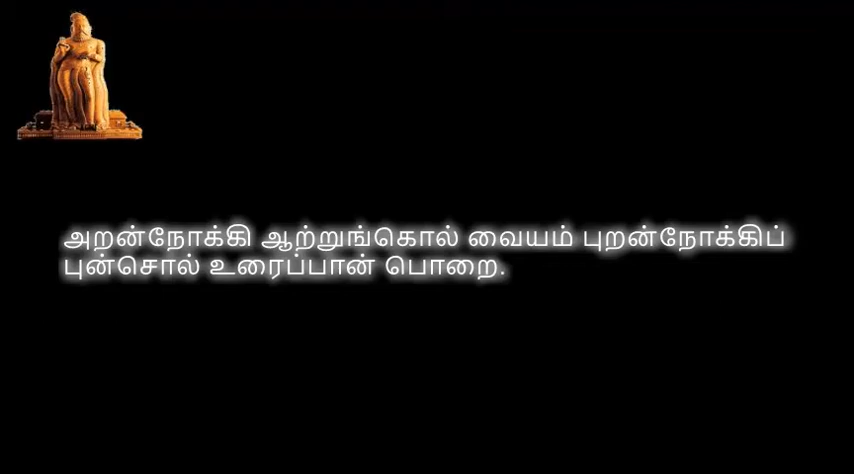 அறன்நோக்கி ஆற்றுங்கொல் வையம் புறன்நோக்கிப்
புன்சொல் உரைப்பான் பொறை.